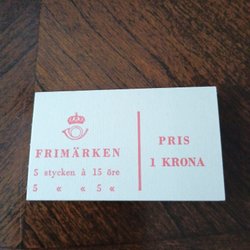 FRIMÄRKEN
5 stycken à 15 öre
5 « « 5 «
PRIS
1 KRONA